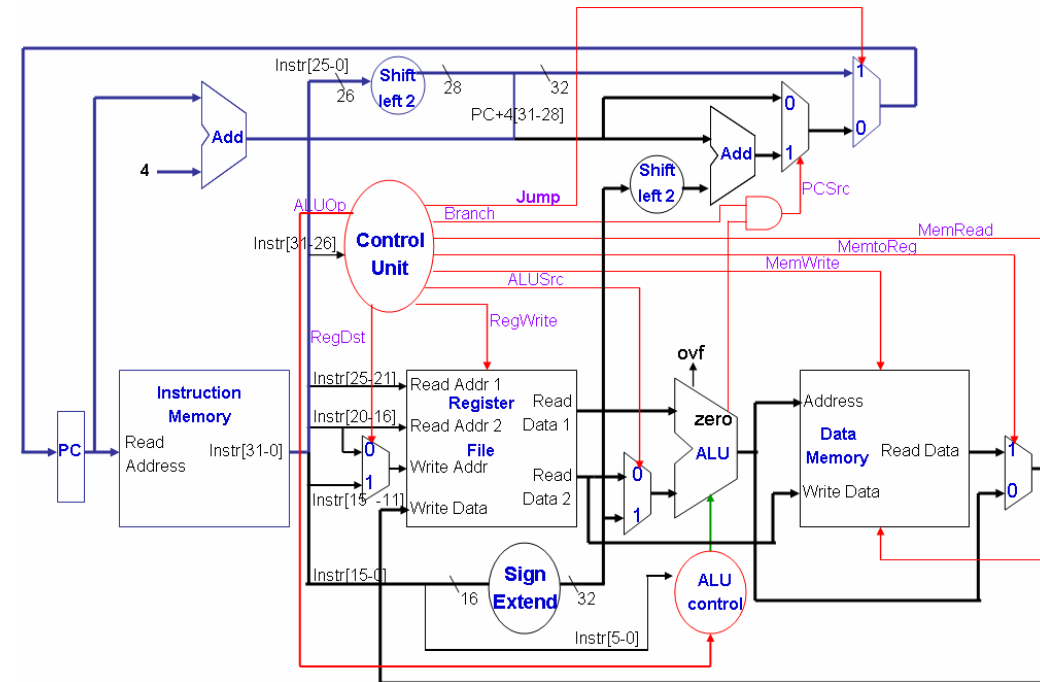 Instr[25-0]
26
Shift
left 2
28
32
PC+4[31-28]
1
0
0
1
Add
4
Add
Shift
left 2
PCSrc
ALUOp
Jump
Branch
Instr[31-26]
Control
Unit
MemRead
MemtoReg
MemWrite
ALUSrc
RegWrite
RegDst
ovf
Instruction
Memory
Read
Address
Instr[31-0]
PC
Instr[25-21]
Instr[20-16]
Instr[15 -11]
0
1
Read Addr 1
Register
Read
Data 1
Read Addr 2
File
Write Addr
Read
Data 2
Write Data
0
1
zero
ALU
Address
Data
Memory
Read Data
Write Data
1
0
Instr[15-0]
16
Sign
Extend
32
ALU
control
Instr[5-0]